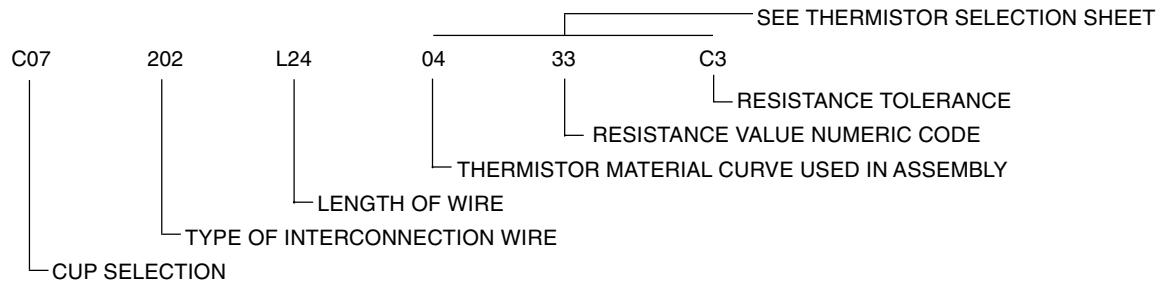 SEE THERMISTOR SELECTION SHEET
C07 202 L24 04 33 C3
RESISTANCE TOLERANCE
RESISTANCE VALUE NUMERIC CODE
THERMISTOR MATERIAL CURVE USED IN ASSEMBLY
LENGTH OF WIRE
TYPE OF INTERCONNECTION WIRE
CUP SELECTION